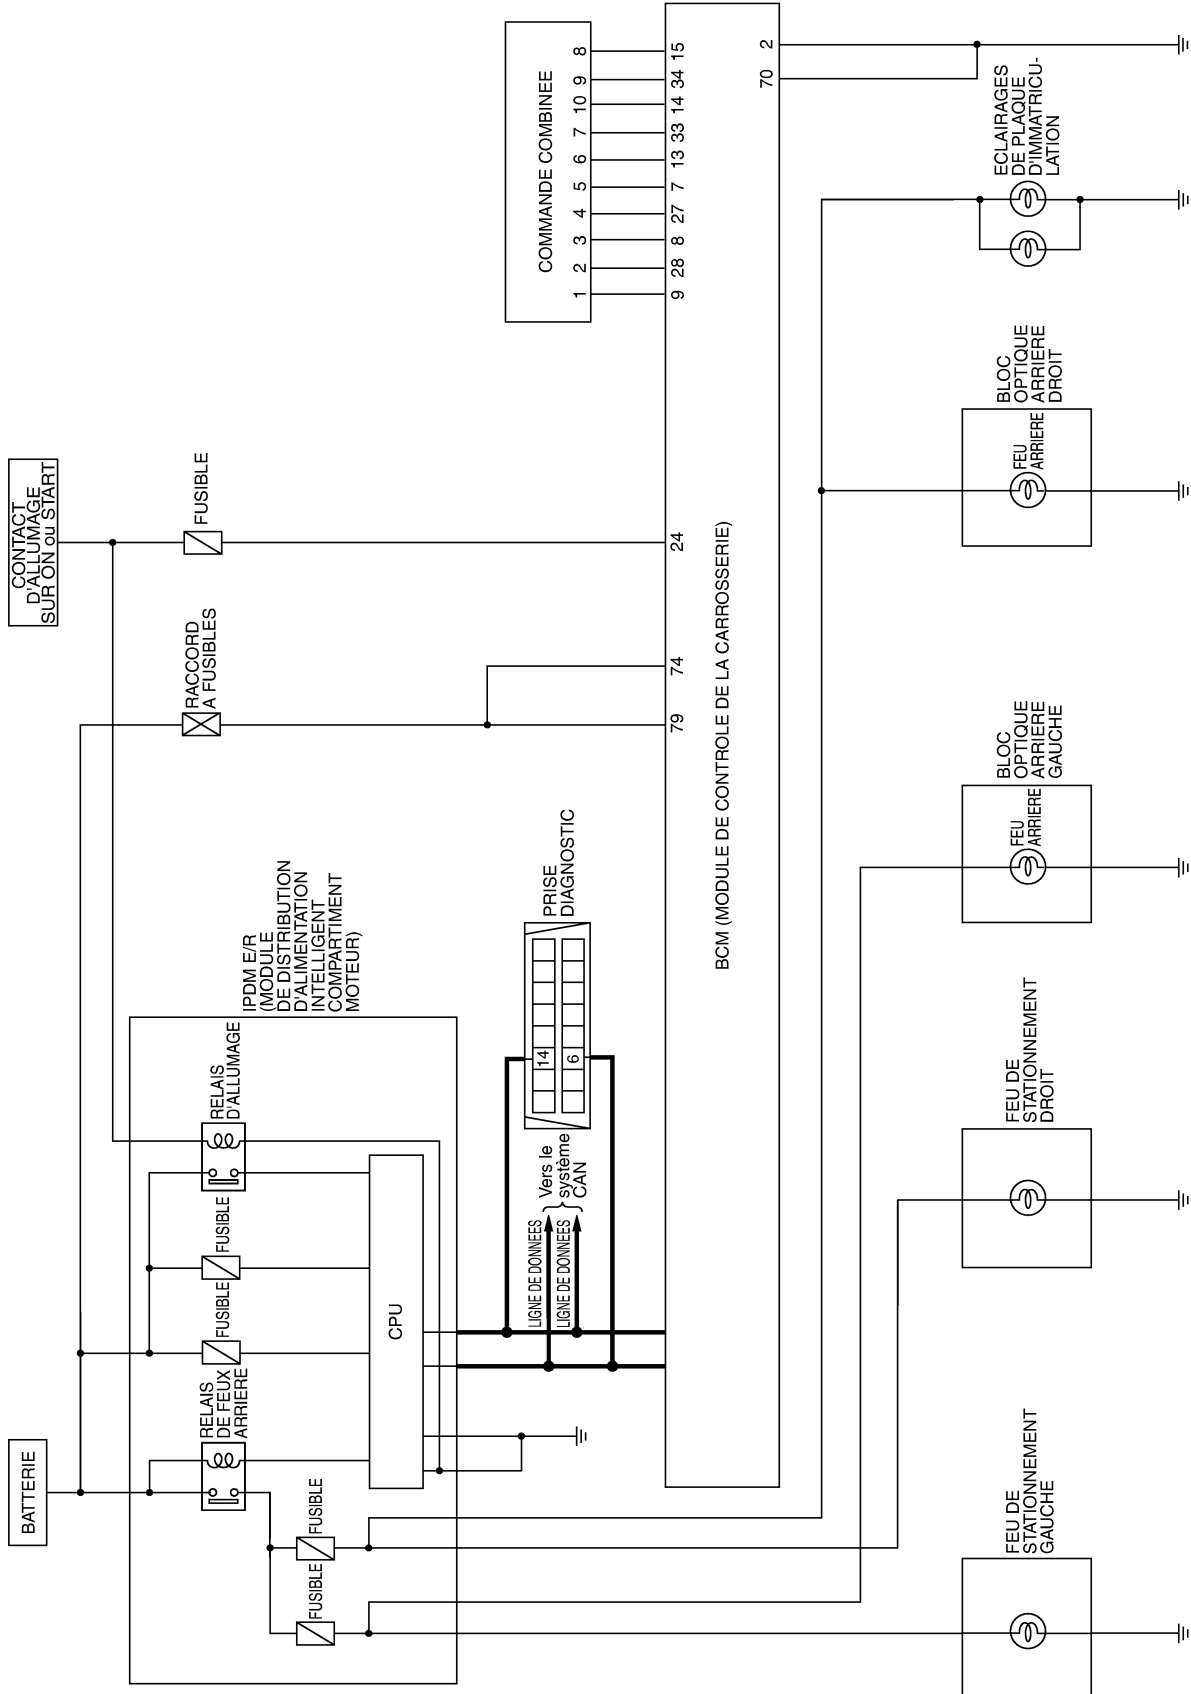 BATTERIE
CONTACT
D'ALLUMAGE
SUR ON ou START
FUSIBLE
RACCORD
A FUSIBLES
IPDM E/R
(MODULE
DE DISTRIBUTION
D'ALIMENTATION
INTELLIGENT
COMPARTIMENT
MOTEUR)
RELAIS
D'ALLUMAGE
FUSIBLE
FUSIBLE
RELAIS
DE FEUX
ARRIERE
FUSIBLE
FUSIBLE
CPU
PRISE
DIAGNOSTIC
14
6
LIGNE DE DONNEES
LIGNE DE DONNEES
Vers le
système
CAN
COMMANDE COMBINEE
1 2 3 4 5 6 7 10 9 8
9 28 8 27 7 13 33 14 34 15
79 74 24
BCM (MODULE DE CONTROLE DE LA CARROSSERIE)
70 2
FEU DE
STATIONNEMENT
GAUCHE
FEU DE
STATIONNEMENT
DROIT
BLOC
OPTIQUE
ARRIERE
GAUCHE
FEU
ARRIERE
BLOC
OPTIQUE
ARRIERE
DROIT
FEU
ARRIERE
ECLAIRAGES
DE PLAQUE
D'IMMATRICU-
LATION